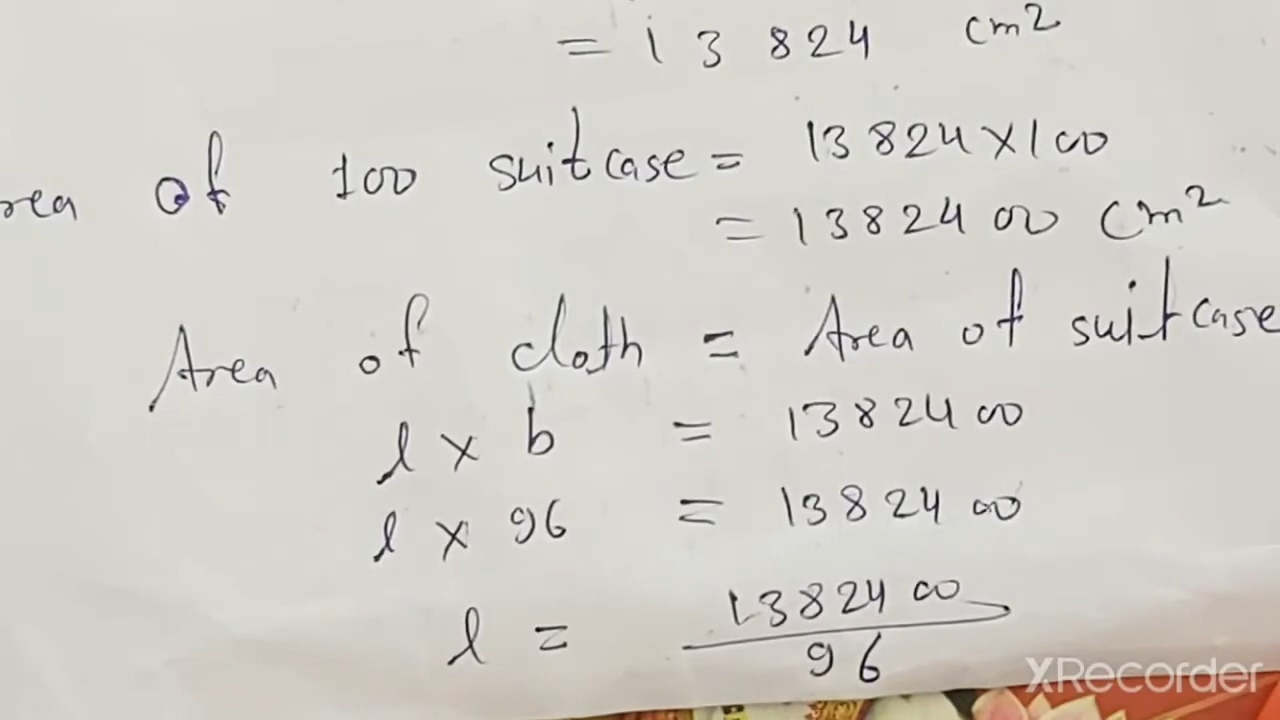 = 13824 cm²
rea of 100 suitcase = 13824×100
= 1382400 cm²
Area of cloth = Area of suitcase
l × b = 1382400
l × 96 = 1382400
l = 1382400
96
XRecorder